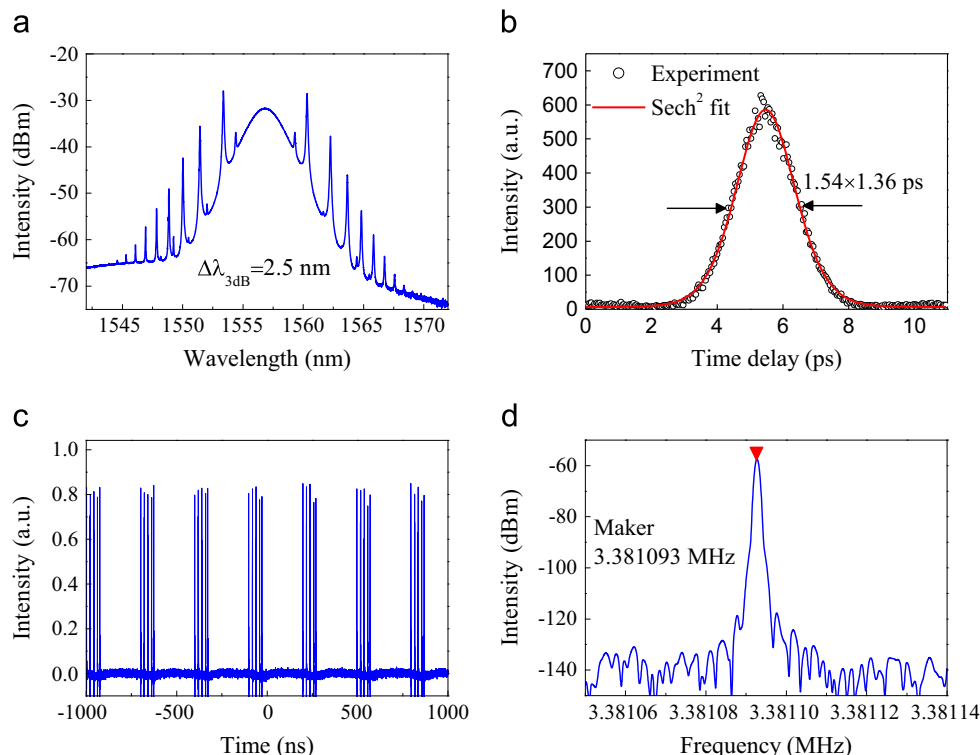 a
-20
-30
-40
-50
-60
-70
Intensity (dBm)
1545 1550 1555 1560 1565 1570
Wavelength (nm)
Δλ3dB=2.5 nm
b
700
600
500
400
300
200
100
0
Intensity (a.u.)
Experiment
Sech² fit
1.54×1.36 ps
0 2 4 6 8 10
Time delay (ps)
c
1.0
0.8
0.6
0.4
0.2
0.0
Intensity (a.u.)
-1000 -500 0 500 1000
Time (ns)
d
-60
-80
-100
-120
-140
Intensity (dBm)
Maker
3.381093 MHz
3.38106 3.38108 3.38110 3.38112 3.38114
Frequency (MHz)